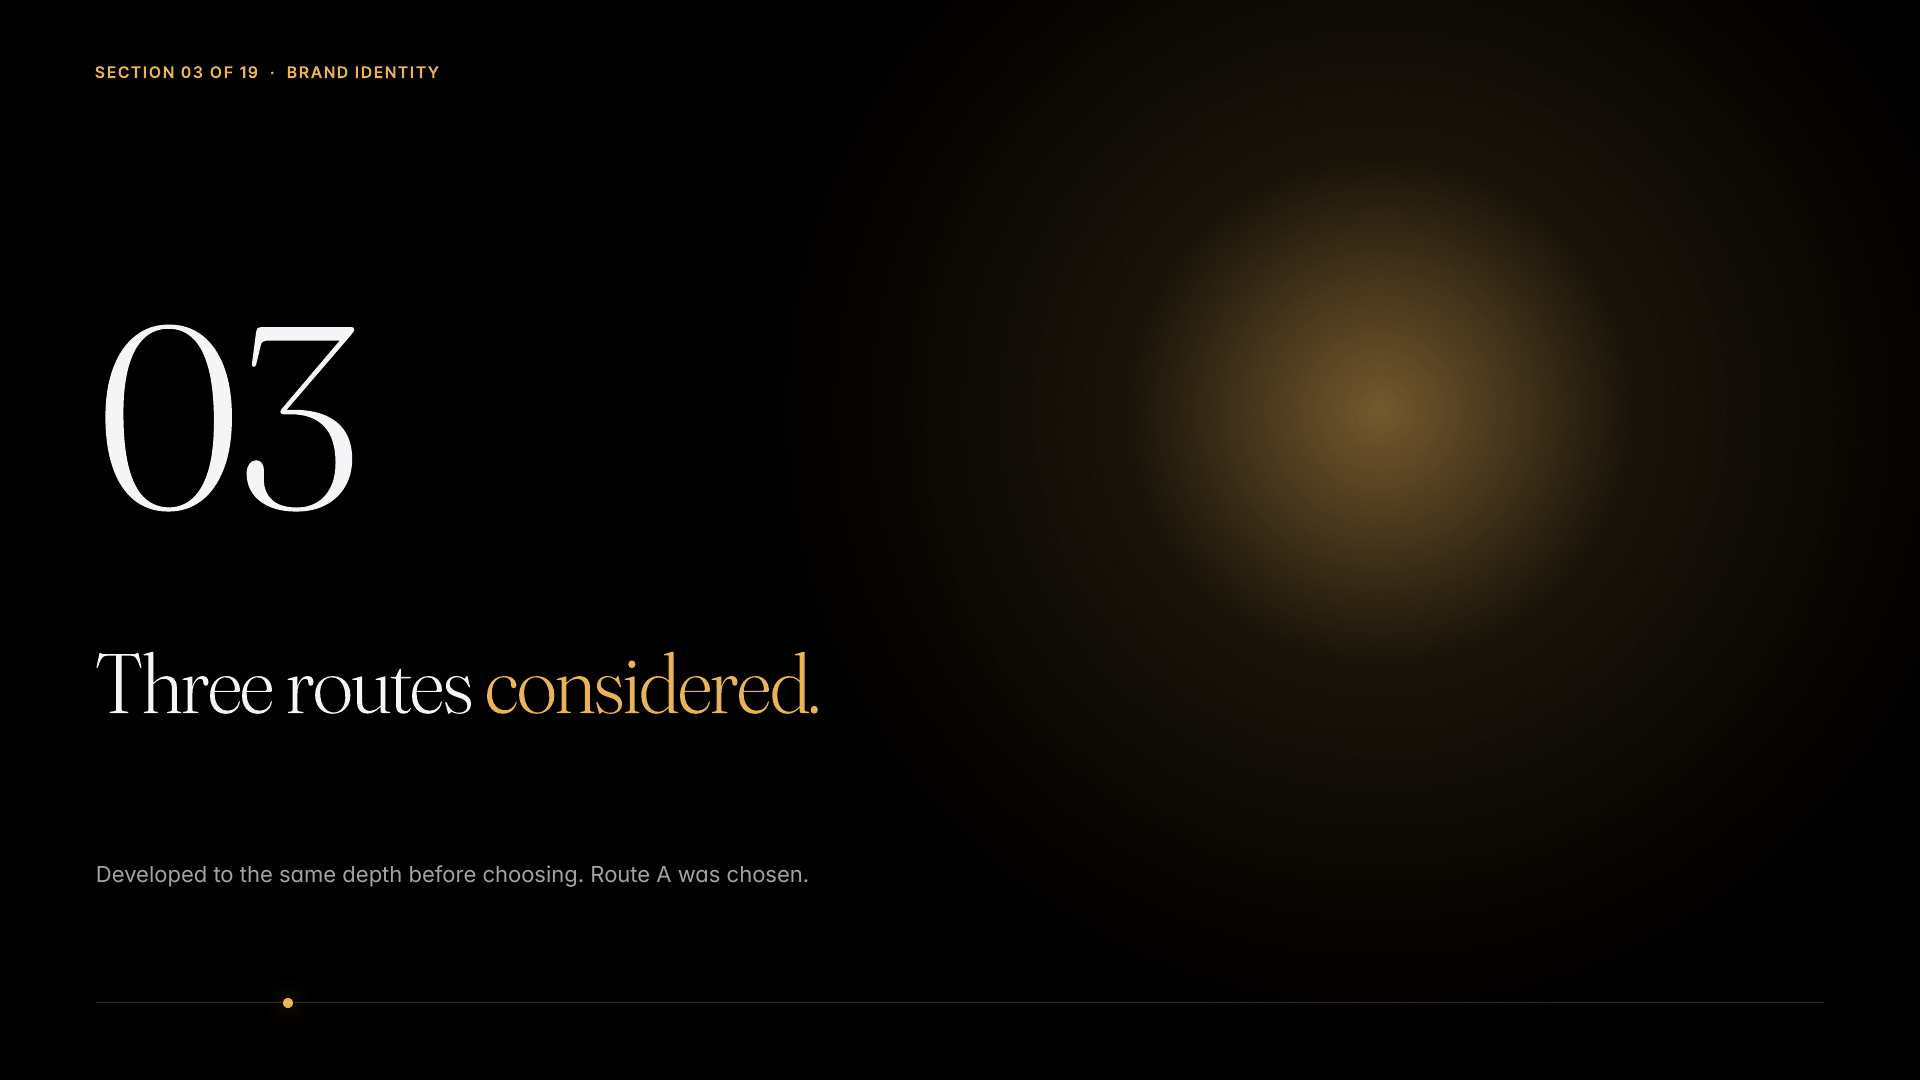 SECTION 03 OF 19 · BRAND IDENTITY
03
Three routes considered.
Developed to the same depth before choosing. Route A was chosen.